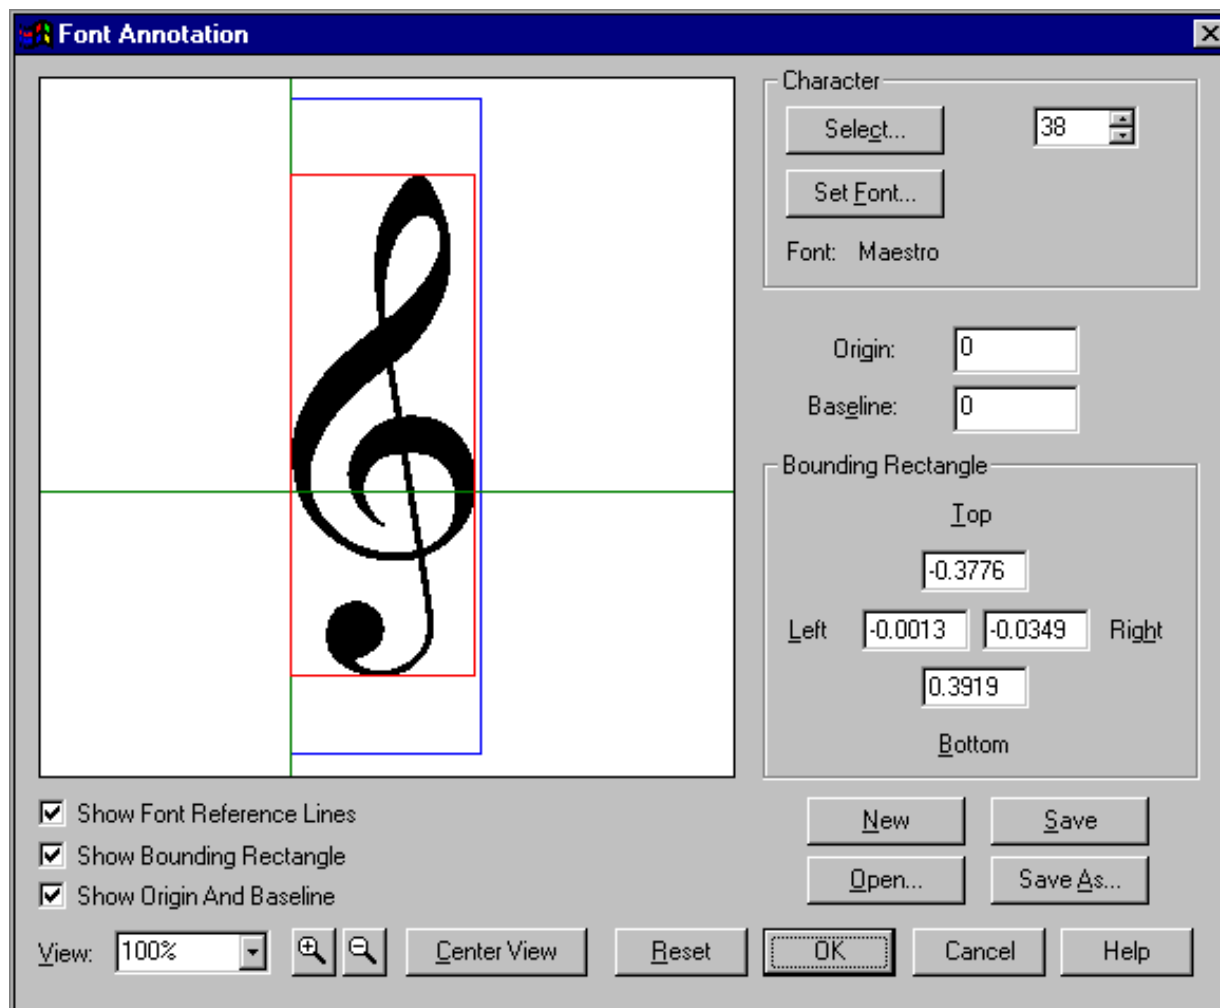 Font Annotation
Character
Select...
38
Set Font...
Font: Maestro
Origin: 0
Baseline: 0
Bounding Rectangle
Top
-0.3776
Left -0.0013 -0.0349 Right
0.3919
Bottom
Show Font Reference Lines
Show Bounding Rectangle
Show Origin And Baseline
New Save
Open... Save As...
View: 100% Center View Reset OK Cancel Help